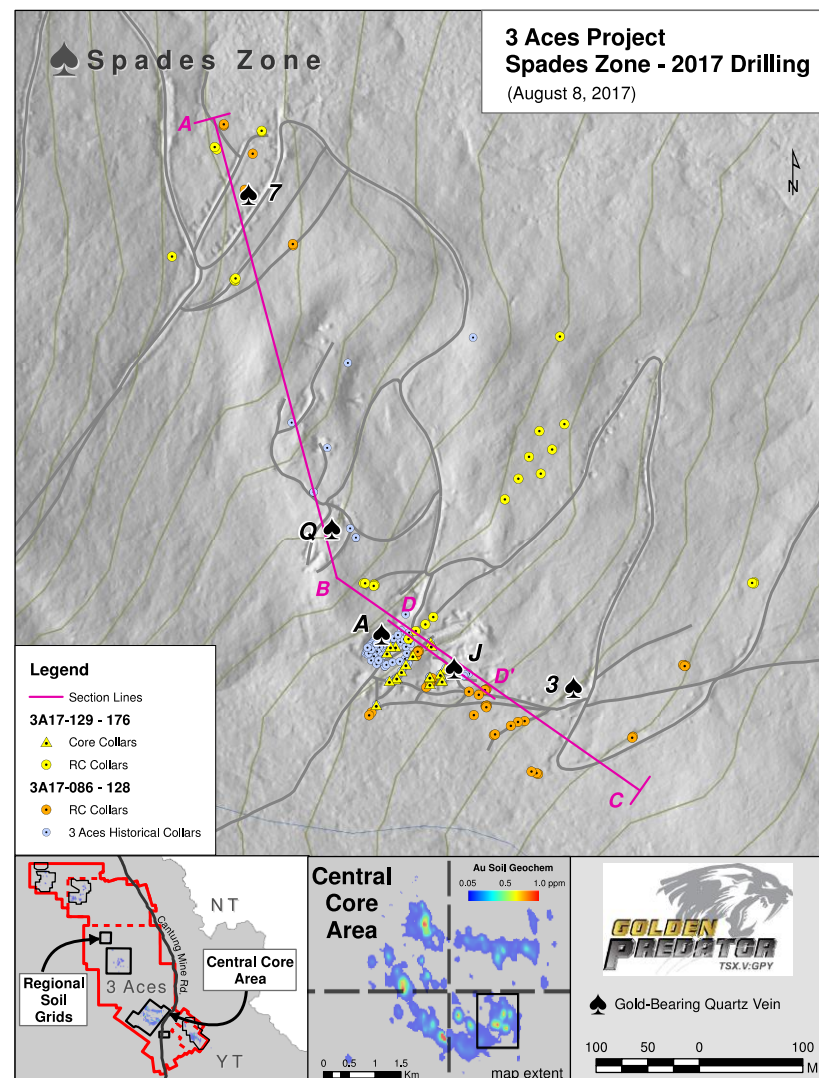 Spades Zone
3 Aces Project
Spades Zone - 2017 Drilling
(August 8, 2017)
A
7
N
Q
B
D
A
J
D'
3
C
Legend
Section Lines
3A17-129 - 176
Core Collars
RC Collars
3A17-086 - 128
RC Collars
3 Aces Historical Collars
NT
Cantung Mine Rd
Central Core
Area
Regional
Soil
Grids
3 Aces
YT
Central
Core
Area
Au Soil Geochem
0.05 0.5 1.0 ppm
0 0.5 1 1.5
Km
map extent
GOLDEN
PREDATOR
TSX.V:GPY
Gold-Bearing Quartz Vein
100 50 0 100
M